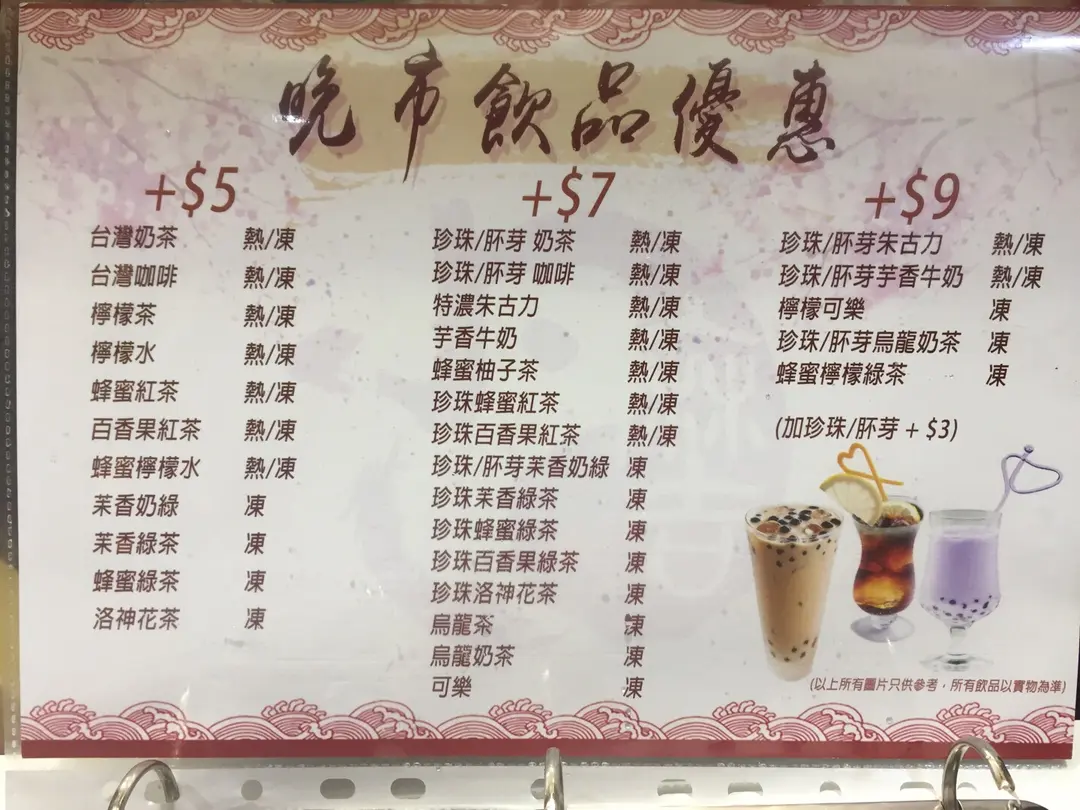 晚市飲品優惠
+$5
台灣奶茶 熱/凍
台灣咖啡 熱/凍
檸檬茶 熱/凍
檸檬水 熱/凍
蜂蜜紅茶 熱/凍
百香果紅茶 熱/凍
蜂蜜檸檬水 熱/凍
茉香奶綠 凍
茉香綠茶 凍
蜂蜜綠茶 凍
洛神花茶 凍
+$7
珍珠/胚芽 奶茶 熱/凍
珍珠/胚芽 咖啡 熱/凍
特濃朱古力 熱/凍
芋香牛奶 熱/凍
蜂蜜柚子茶 熱/凍
珍珠蜂蜜紅茶 熱/凍
珍珠百香果紅茶 熱/凍
珍珠/胚芽茉香奶綠 凍
珍珠茉香綠茶 凍
珍珠蜂蜜綠茶 凍
珍珠百香果綠茶 凍
珍珠洛神花茶 凍
烏龍茶 凍
烏龍奶茶 凍
可樂 凍
+$9
珍珠/胚芽朱古力 熱/凍
珍珠/胚芽芋香牛奶 熱/凍
檸檬可樂 凍
珍珠/胚芽烏龍奶茶 凍
蜂蜜檸檬綠茶 凍
(加珍珠/胚芽 + $3)
(以上所有圖片只供參考，所有飲品以實物為準)